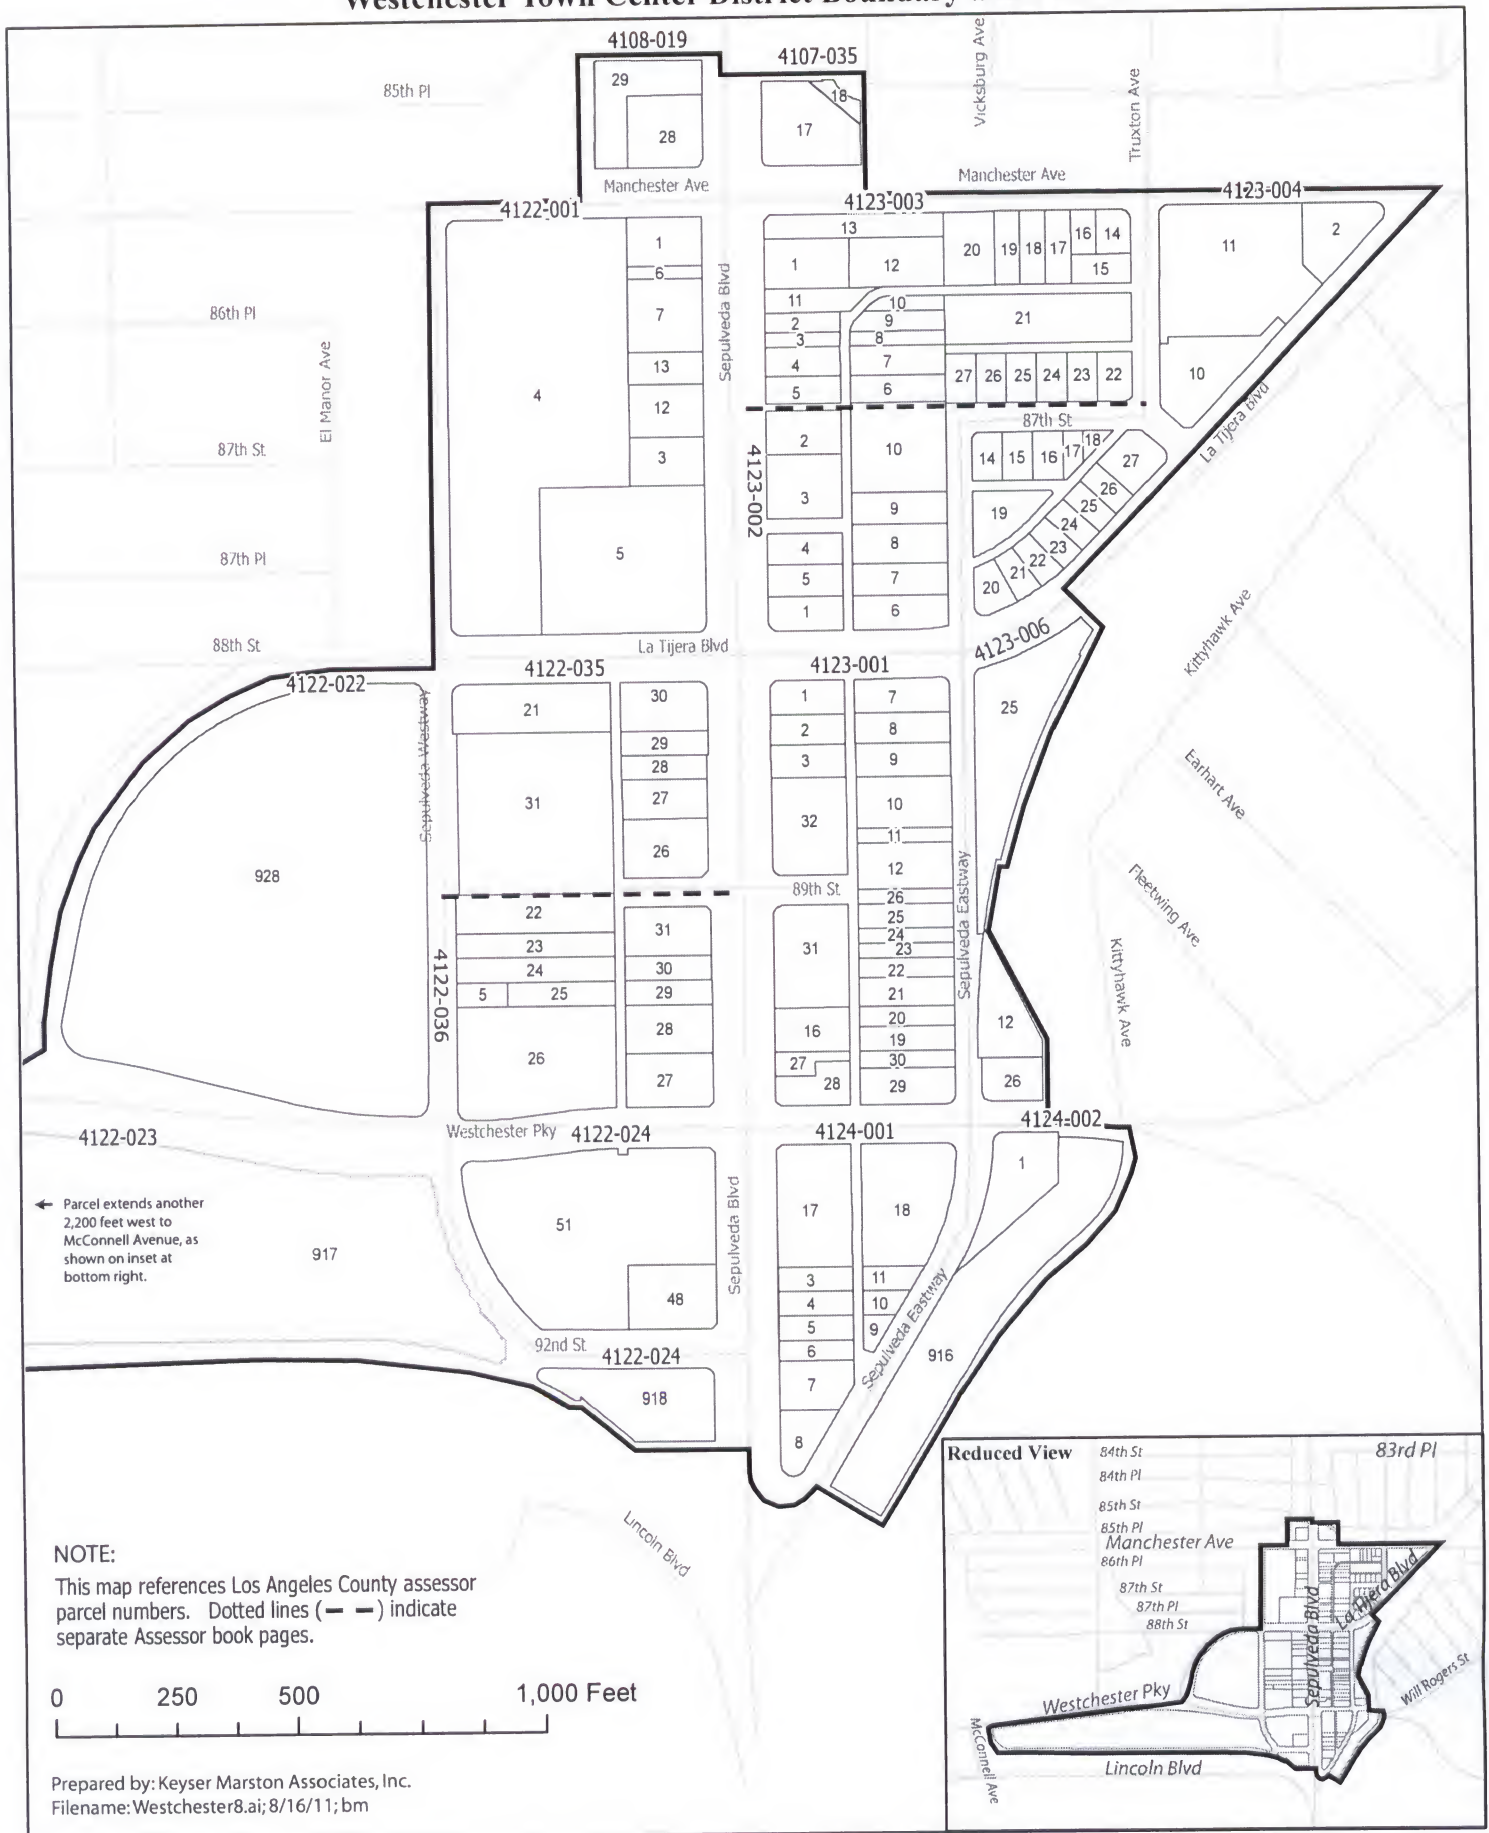 Westchester Town Center District Boundary
4108-019
4107-035
29
28
18
17
85th Pl
Vicksburg Ave
Truxton Ave
Manchester Ave
Manchester Ave
4122-001
4123-003
4123-004
1
6
7
13
12
3
4
5
Sepulveda Blvd
13
1
12
11
10
2
9
3
8
4
7
5
6
20
19
18
17
16
14
15
21
27
26
25
24
23
22
11
2
10
86th Pl
El Manor Ave
87th St
87th Pl
88th St
87th St
La Tijera Blvd
4123-002
2
3
4
5
1
10
9
8
7
6
14
15
16
17
18
19
27
26
25
24
23
22
21
20
La Tijera Blvd
4123-006
25
Kittyhawk Ave
Earhart Ave
Fleetwing Ave
Kittyhawk Ave
4122-022
Sepulveda Westway
928
4122-035
21
31
30
29
28
27
26
4123-001
1
2
3
32
7
8
9
10
11
12
89th St
26
25
24
23
22
21
20
19
30
29
31
16
27
28
Sepulveda Eastway
12
26
4122-036
22
23
24
5
25
26
31
30
29
28
27
4122-023
Westchester Pky
4122-024
4124-001
4124-002
← Parcel extends another
2,200 feet west to
McConnell Avenue, as
shown on inset at
bottom right.
917
51
48
Sepulveda Blvd
17
18
3
11
4
10
5
9
6
7
8
1
Sepulveda Eastway
916
92nd St
4122-024
918
Lincoln Blvd
NOTE:
This map references Los Angeles County assessor
parcel numbers. Dotted lines (— —) indicate
separate Assessor book pages.
0 250 500 1,000 Feet
Prepared by: Keyser Marston Associates, Inc.
Filename: Westchester8.ai; 8/16/11; bm
Reduced View
84th St
83rd Pl
84th Pl
85th St
85th Pl
Manchester Ave
86th Pl
87th St
87th Pl
88th St
Sepulveda Blvd
La Tijera Blvd
Westchester Pky
Will Rogers St
McConnell Ave
Lincoln Blvd